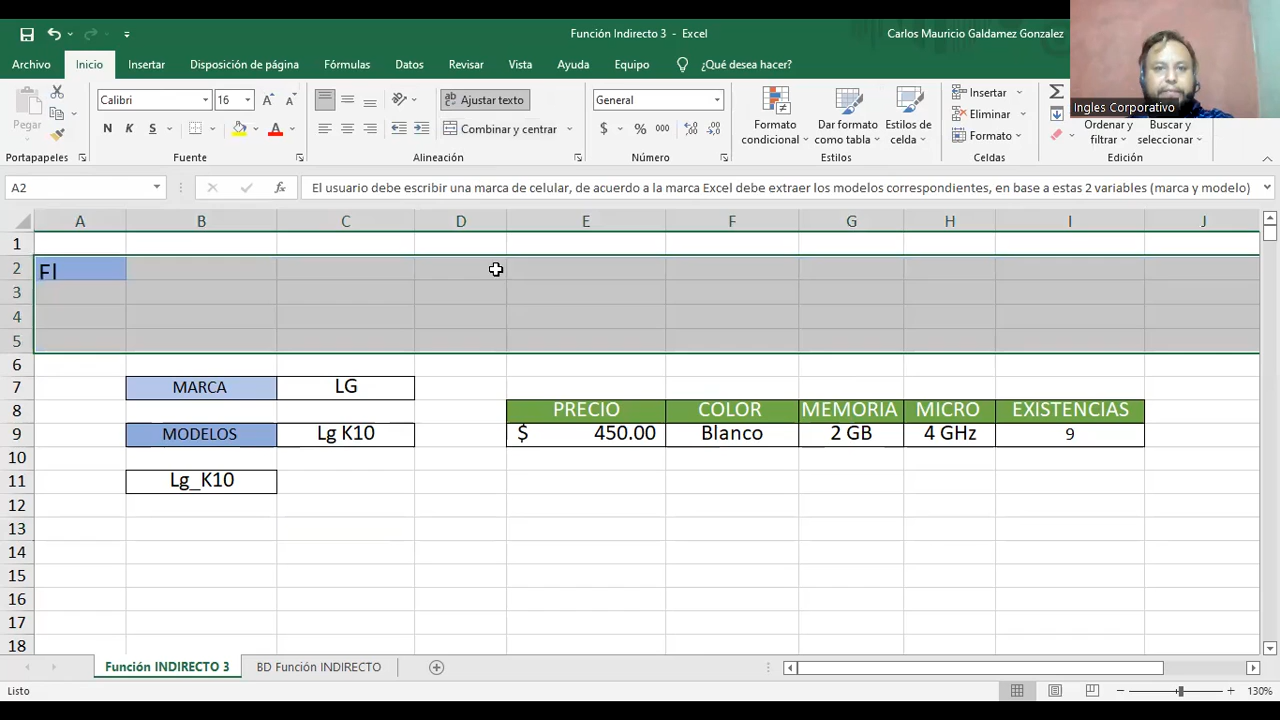 Función Indirecto 3 - Excel
Carlos Mauricio Galdamez Gonzalez
Archivo Inicio Insertar Disposición de página Fórmulas Datos Revisar Vista Ayuda Equipo ¿Qué desea hacer?
Ingles Corporativo
Pegar
Calibri 16 A A
N K S A
ab Ajustar texto
Combinar y centrar
General
$ % 000
Formato condicional
Dar formato como tabla
Estilos de celda
Insertar
Eliminar
Formato
Ordenar y filtrar
Buscar y seleccionar
Portapapeles Fuente Alineación Número Estilos Celdas Edición
A2 fx El usuario debe escribir una marca de celular, de acuerdo a la marca Excel debe extraer los modelos correspondientes, en base a estas 2 variables (marca y modelo)
A B C D E F G H I J
1
2 El
3
4
5
6
7 MARCA LG
8 PRECIO COLOR MEMORIA MICRO EXISTENCIAS
9 MODELOS Lg K10 $ 450.00 Blanco 2 GB 4 GHz 9
10
11 Lg_K10
12
13
14
15
16
17
18
Función INDIRECTO 3 BD Función INDIRECTO
Listo 130%